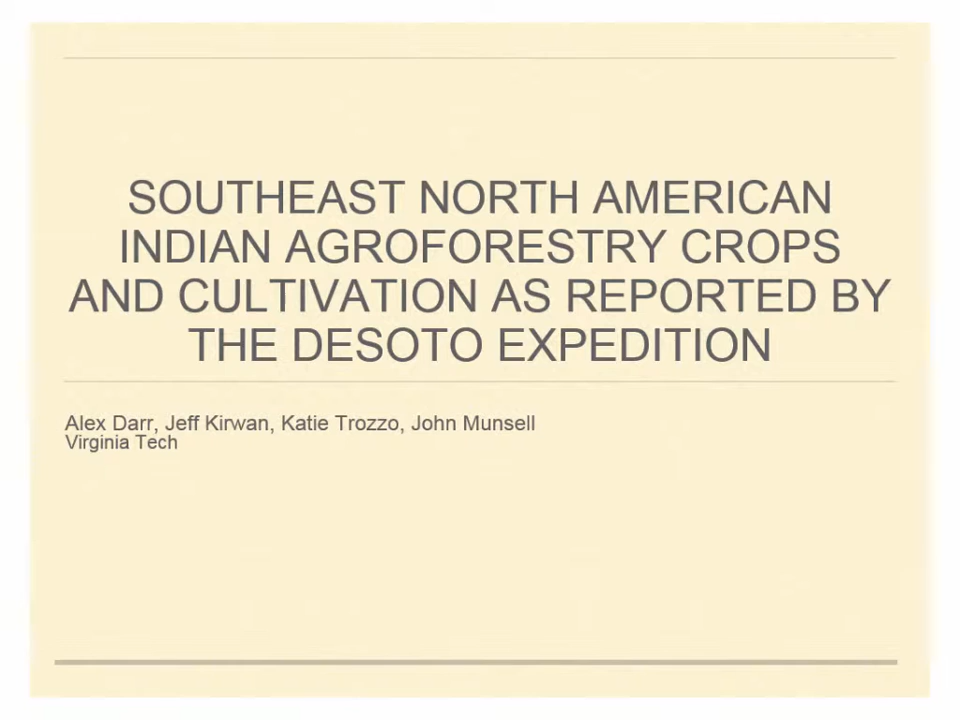 SOUTHEAST NORTH AMERICAN
INDIAN AGROFORESTRY CROPS
AND CULTIVATION AS REPORTED BY
THE DESOTO EXPEDITION
Alex Darr, Jeff Kirwan, Katie Trozzo, John Munsell
Virginia Tech